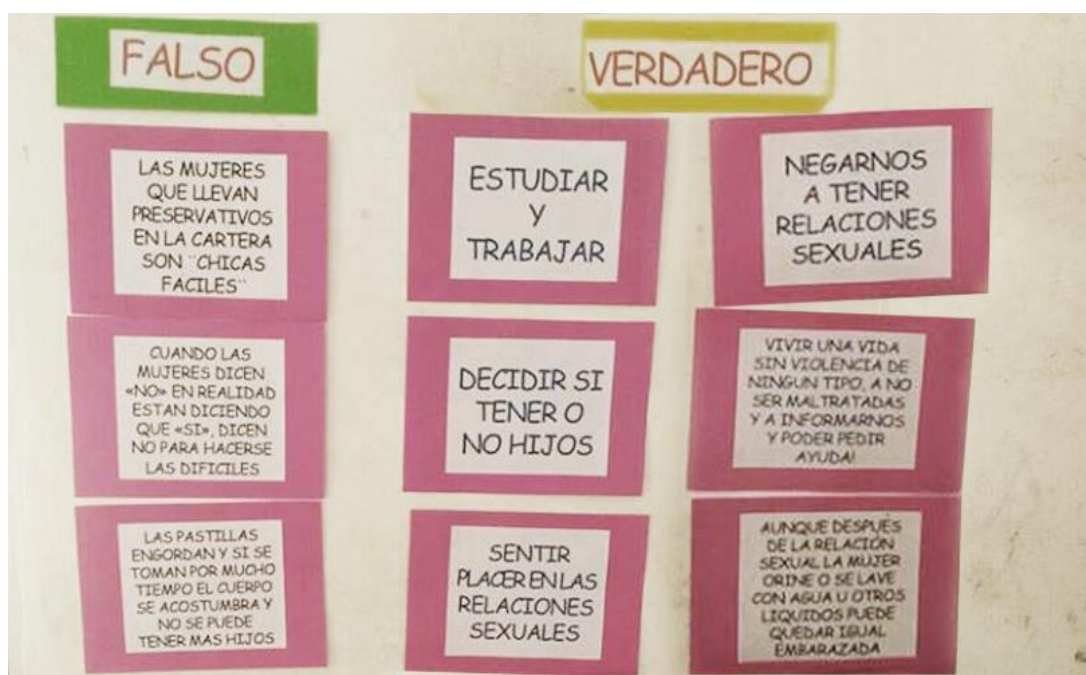 FALSO
VERDADERO
LAS MUJERES
QUE LLEVAN
PRESERVATIVOS
EN LA CARTERA
SON ¨CHICAS
FACILES¨
ESTUDIAR
Y
TRABAJAR
NEGARNOS
A TENER
RELACIONES
SEXUALES
CUANDO LAS
MUJERES DICEN
«NO» EN REALIDAD
ESTAN DICIENDO
QUE «SI», DICEN
NO PARA HACERSE
LAS DIFICILES
DECIDIR SI
TENER O
NO HIJOS
VIVIR UNA VIDA
SIN VIOLENCIA DE
NINGUN TIPO, A NO
SER MALTRATADAS
Y A INFORMARNOS
Y PODER PEDIR
AYUDA!
LAS PASTILLAS
ENGORDAN Y SI SE
TOMAN POR MUCHO
TIEMPO EL CUERPO
SE ACOSTUMBRA Y
NO SE PUEDE
TENER MAS HIJOS
SENTIR
PLACER EN LAS
RELACIONES
SEXUALES
AUNQUE DESPUÉS
DE LA RELACIÓN
SEXUAL LA MUJER
ORINE O SE LAVE
CON AGUA U OTROS
LIQUIDOS PUEDE
QUEDAR IGUAL
EMBARAZADA